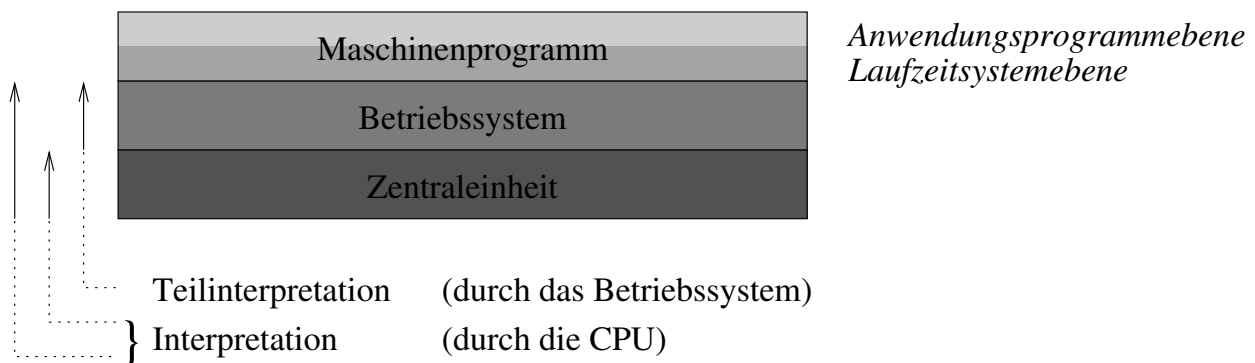 Maschinenprogramm
Anwendungsprogrammebene
Laufzeitsystemebene
Betriebssystem
Zentraleinheit
Teilinterpretation (durch das Betriebssystem)
} Interpretation (durch die CPU)